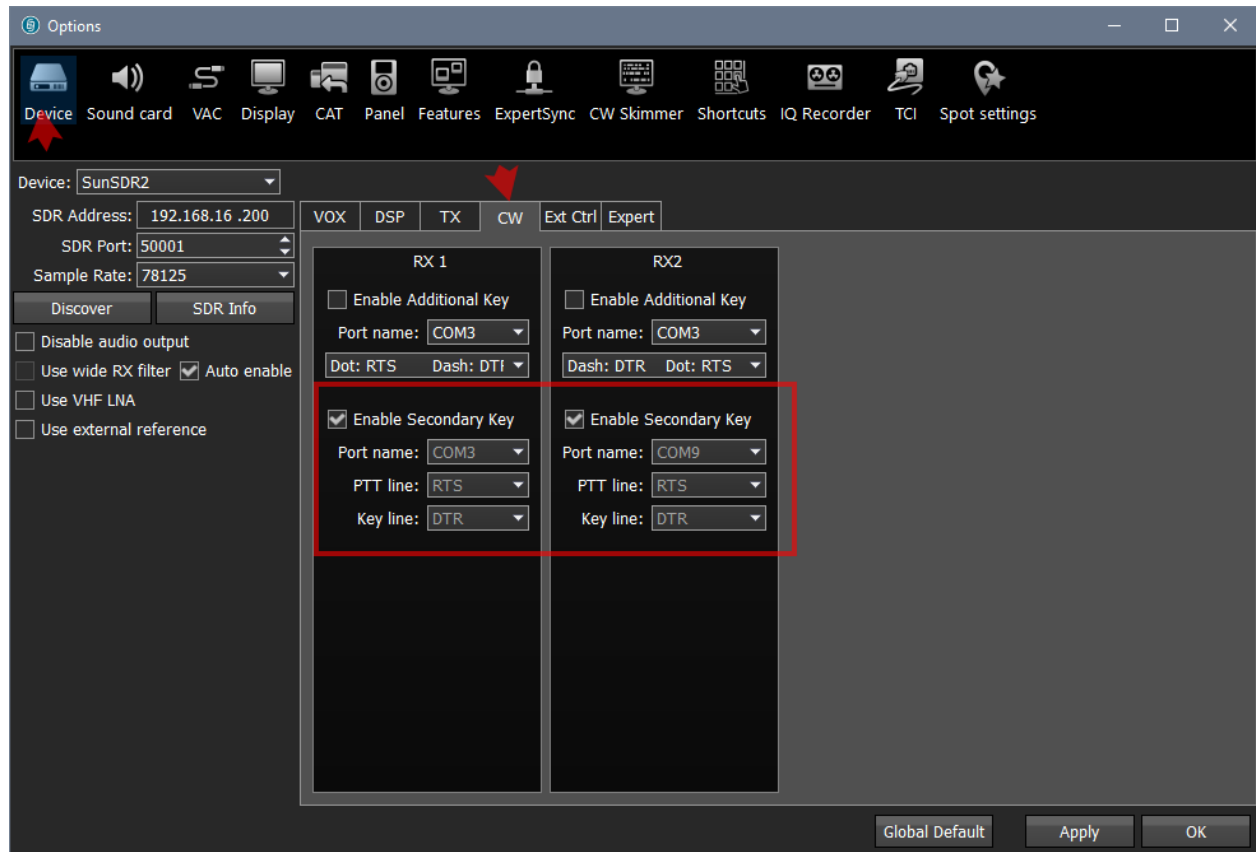 Options
Device Sound card VAC Display CAT Panel Features ExpertSync CW Skimmer Shortcuts IQ Recorder TCI Spot settings
Device: SunSDR2
SDR Address: 192.168.16 .200
SDR Port: 50001
Sample Rate: 78125
Discover SDR Info
Disable audio output
Use wide RX filter Auto enable
Use VHF LNA
Use external reference
VOX DSP TX CW Ext Ctrl Expert
RX 1
Enable Additional Key
Port name: COM3
Dot: RTS Dash: DTF
Enable Secondary Key
Port name: COM3
PTT line: RTS
Key line: DTR
RX2
Enable Additional Key
Port name: COM3
Dash: DTR Dot: RTS
Enable Secondary Key
Port name: COM9
PTT line: RTS
Key line: DTR
Global Default Apply OK